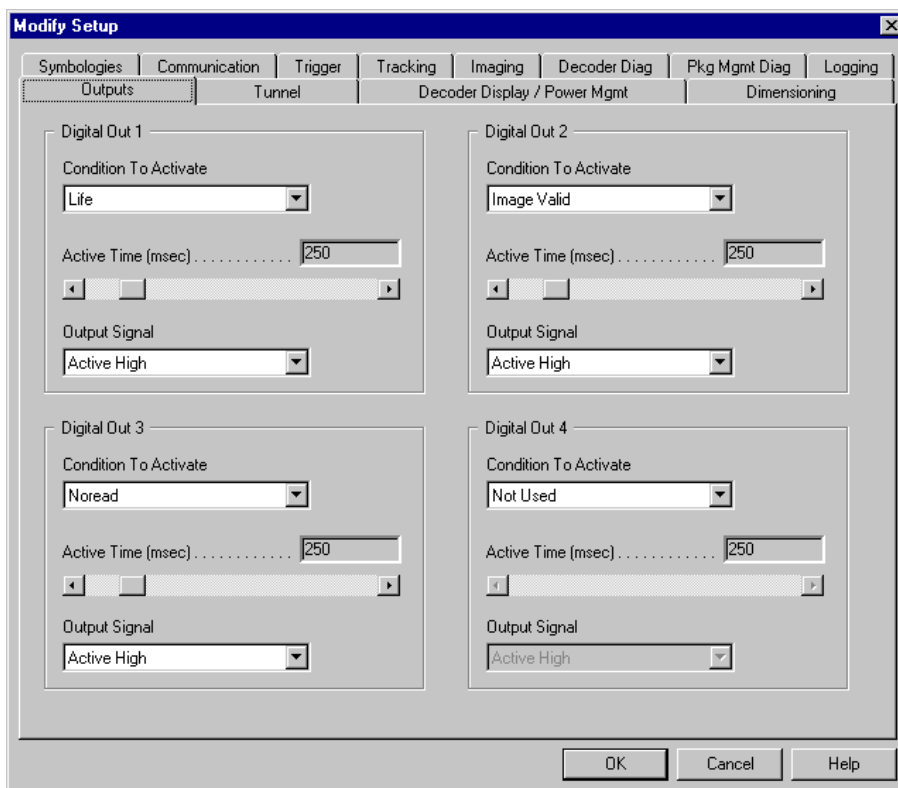 Modify Setup
Symbologies Communication Trigger Tracking Imaging Decoder Diag Pkg Mgmt Diag Logging
Outputs Tunnel Decoder Display / Power Mgmt Dimensioning
Digital Out 1
Condition To Activate
Life
Active Time (msec) . . . . . . . . . . . . 250
Output Signal
Active High
Digital Out 2
Condition To Activate
Image Valid
Active Time (msec) . . . . . . . . . . . . 250
Output Signal
Active High
Digital Out 3
Condition To Activate
Noread
Active Time (msec) . . . . . . . . . . . . 250
Output Signal
Active High
Digital Out 4
Condition To Activate
Not Used
Active Time (msec) . . . . . . . . . . . . 250
Output Signal
Active High
OK Cancel Help